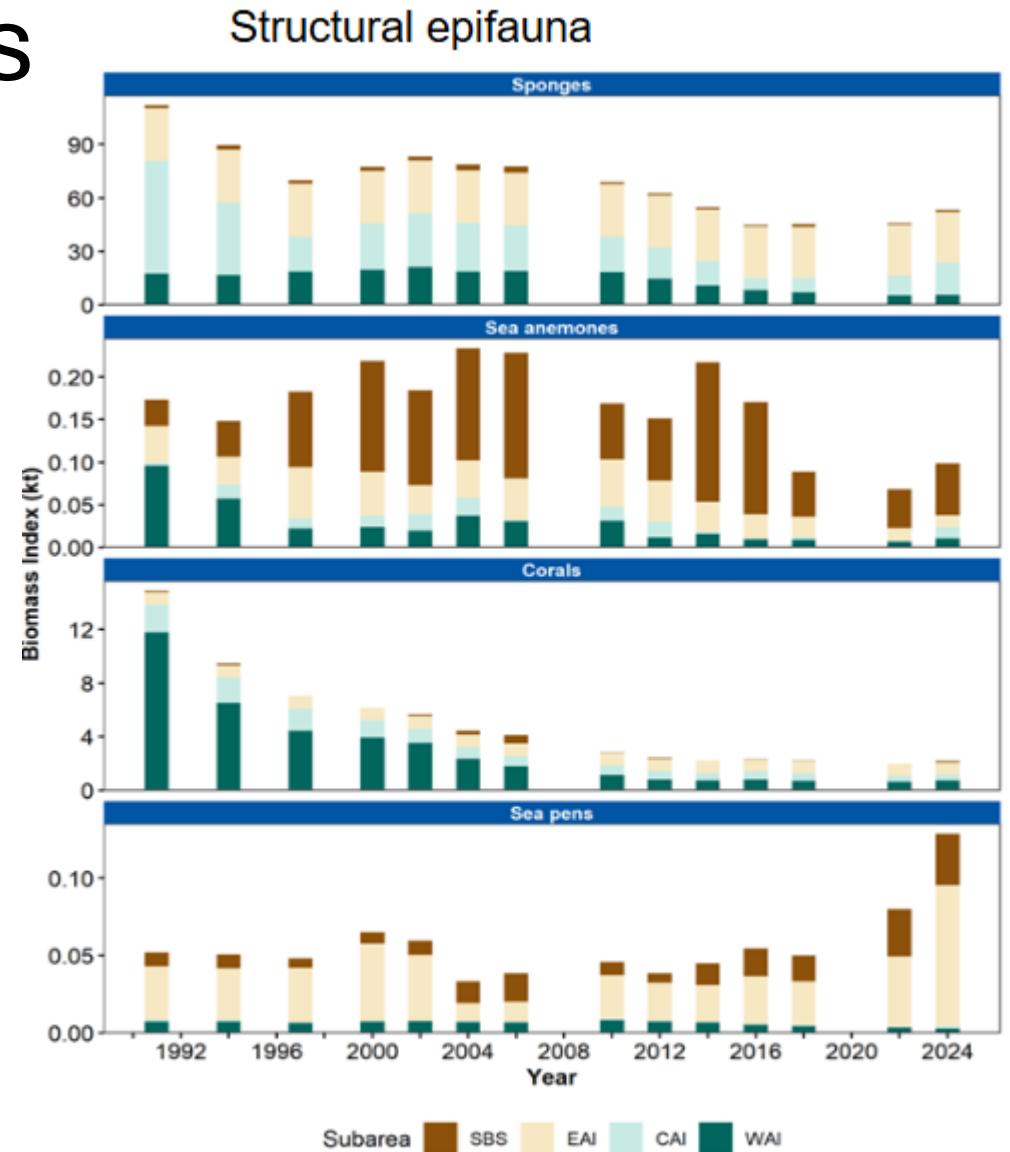 s
Structural epifauna
Sponges
90
60
30
0
Sea anemones
0.20
0.15
0.10
0.05
0.00
Biomass Index (kt)
Corals
12
8
4
0
Sea pens
0.10
0.05
0.00
1992 1996 2000 2004 2008 2012 2016 2020 2024
Year
Subarea SBS EAI CAI WAI